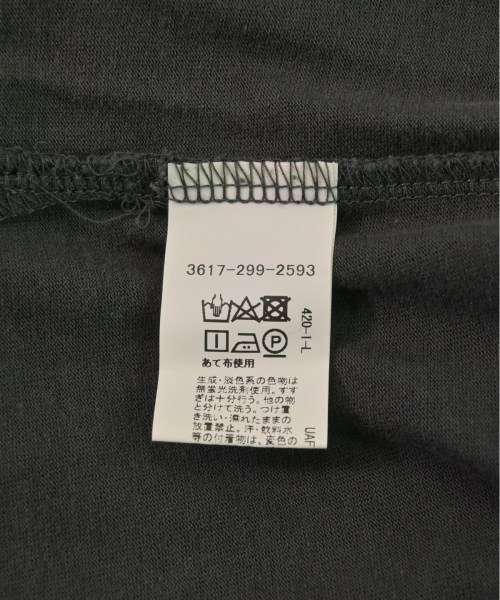 3617-299-2593
420-1-L
あて布使用
生成・淡色系の色物は
無蛍光洗剤使用。すす
ぎは十分行う。他の物
と分けて洗う。つけ置
き洗い・濡れたままの
放置禁止。汗・飲料水
等の付着物は、変色の
UAF